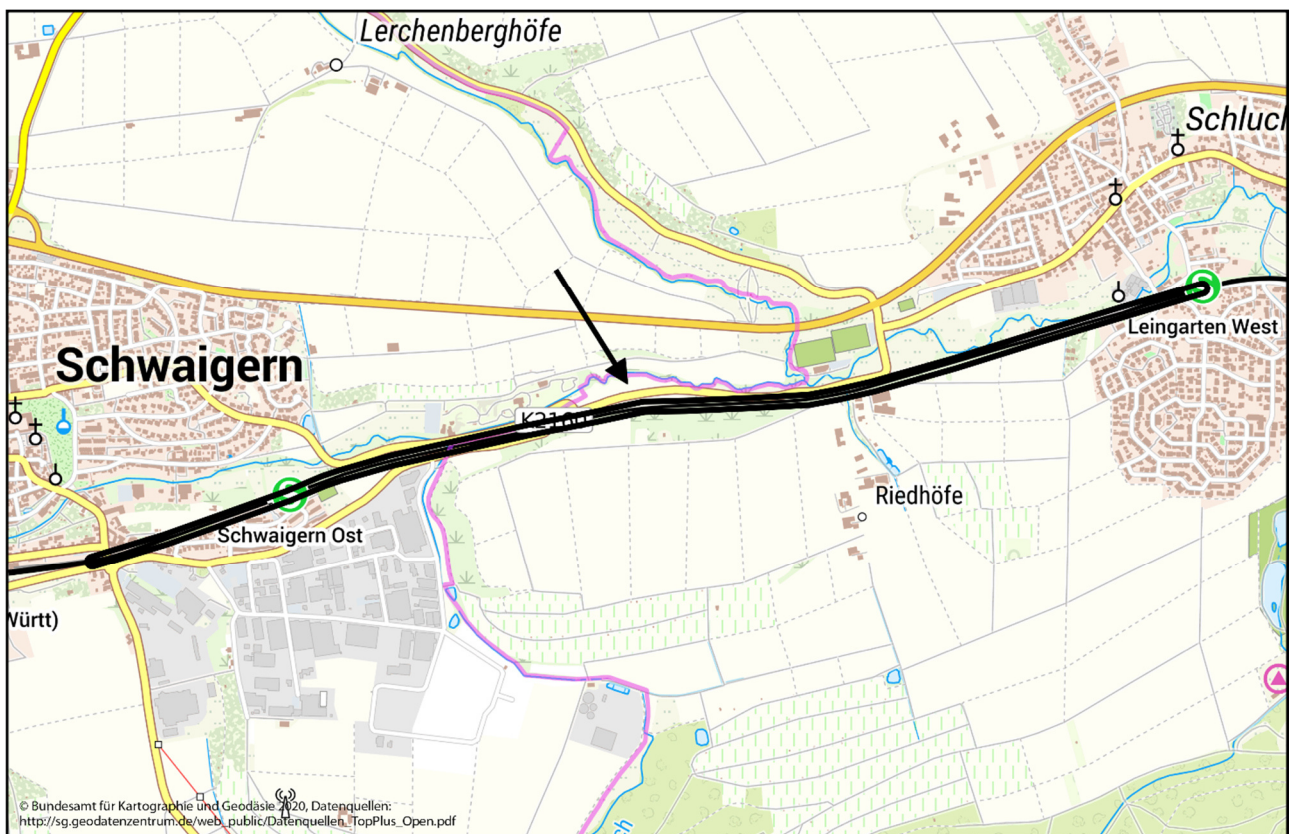 Lerchenberghöfe
Schluch
Leingarten West
Schwaigern
K2160
Riedhöfe
Schwaigern Ost
Württ)
© Bundesamt für Kartographie und Geodäsie 2020, Datenquellen:
http://sg.geodatenzentrum.de/web_public/Datenquellen_TopPlus_Open.pdf